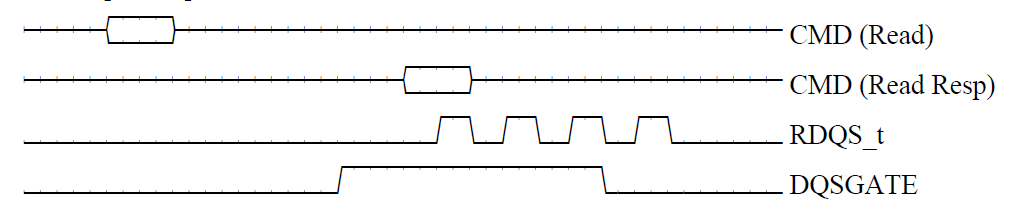 CMD (Read)
CMD (Read Resp)
RDQS_t
DQSGATE